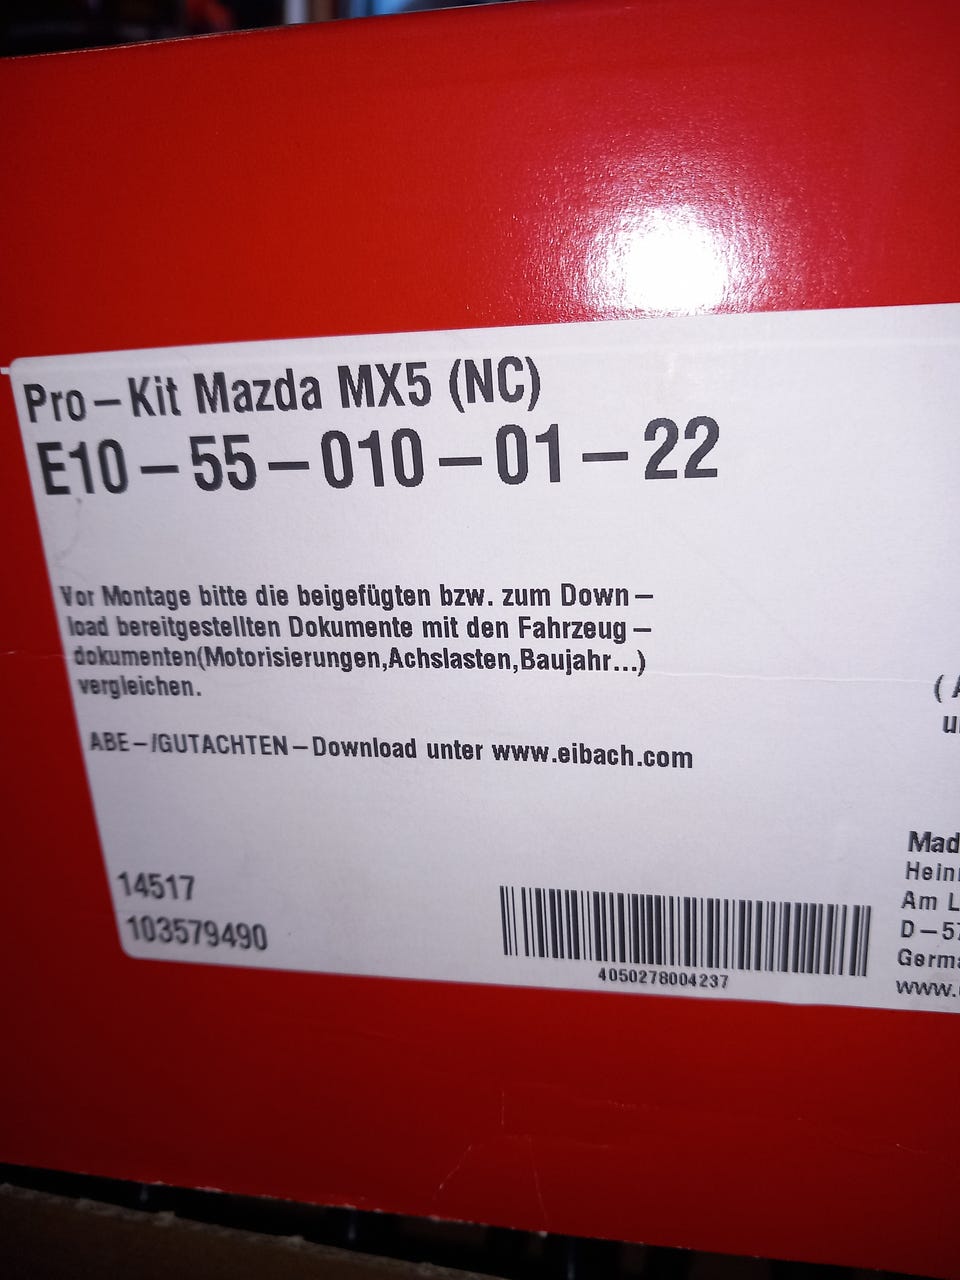 Pro-Kit Mazda MX5 (NC)
E10-55-010-01-22
Vor Montage bitte die beigefügten bzw. zum Down-
load bereitgestellten Dokumente mit den Fahrzeug-
dokumenten(Motorisierungen,Achslasten,Baujahr...)
vergleichen.
ABE-/GUTACHTEN-Download unter www.eibach.com
14517
103579490
4050278004237
Am
www.